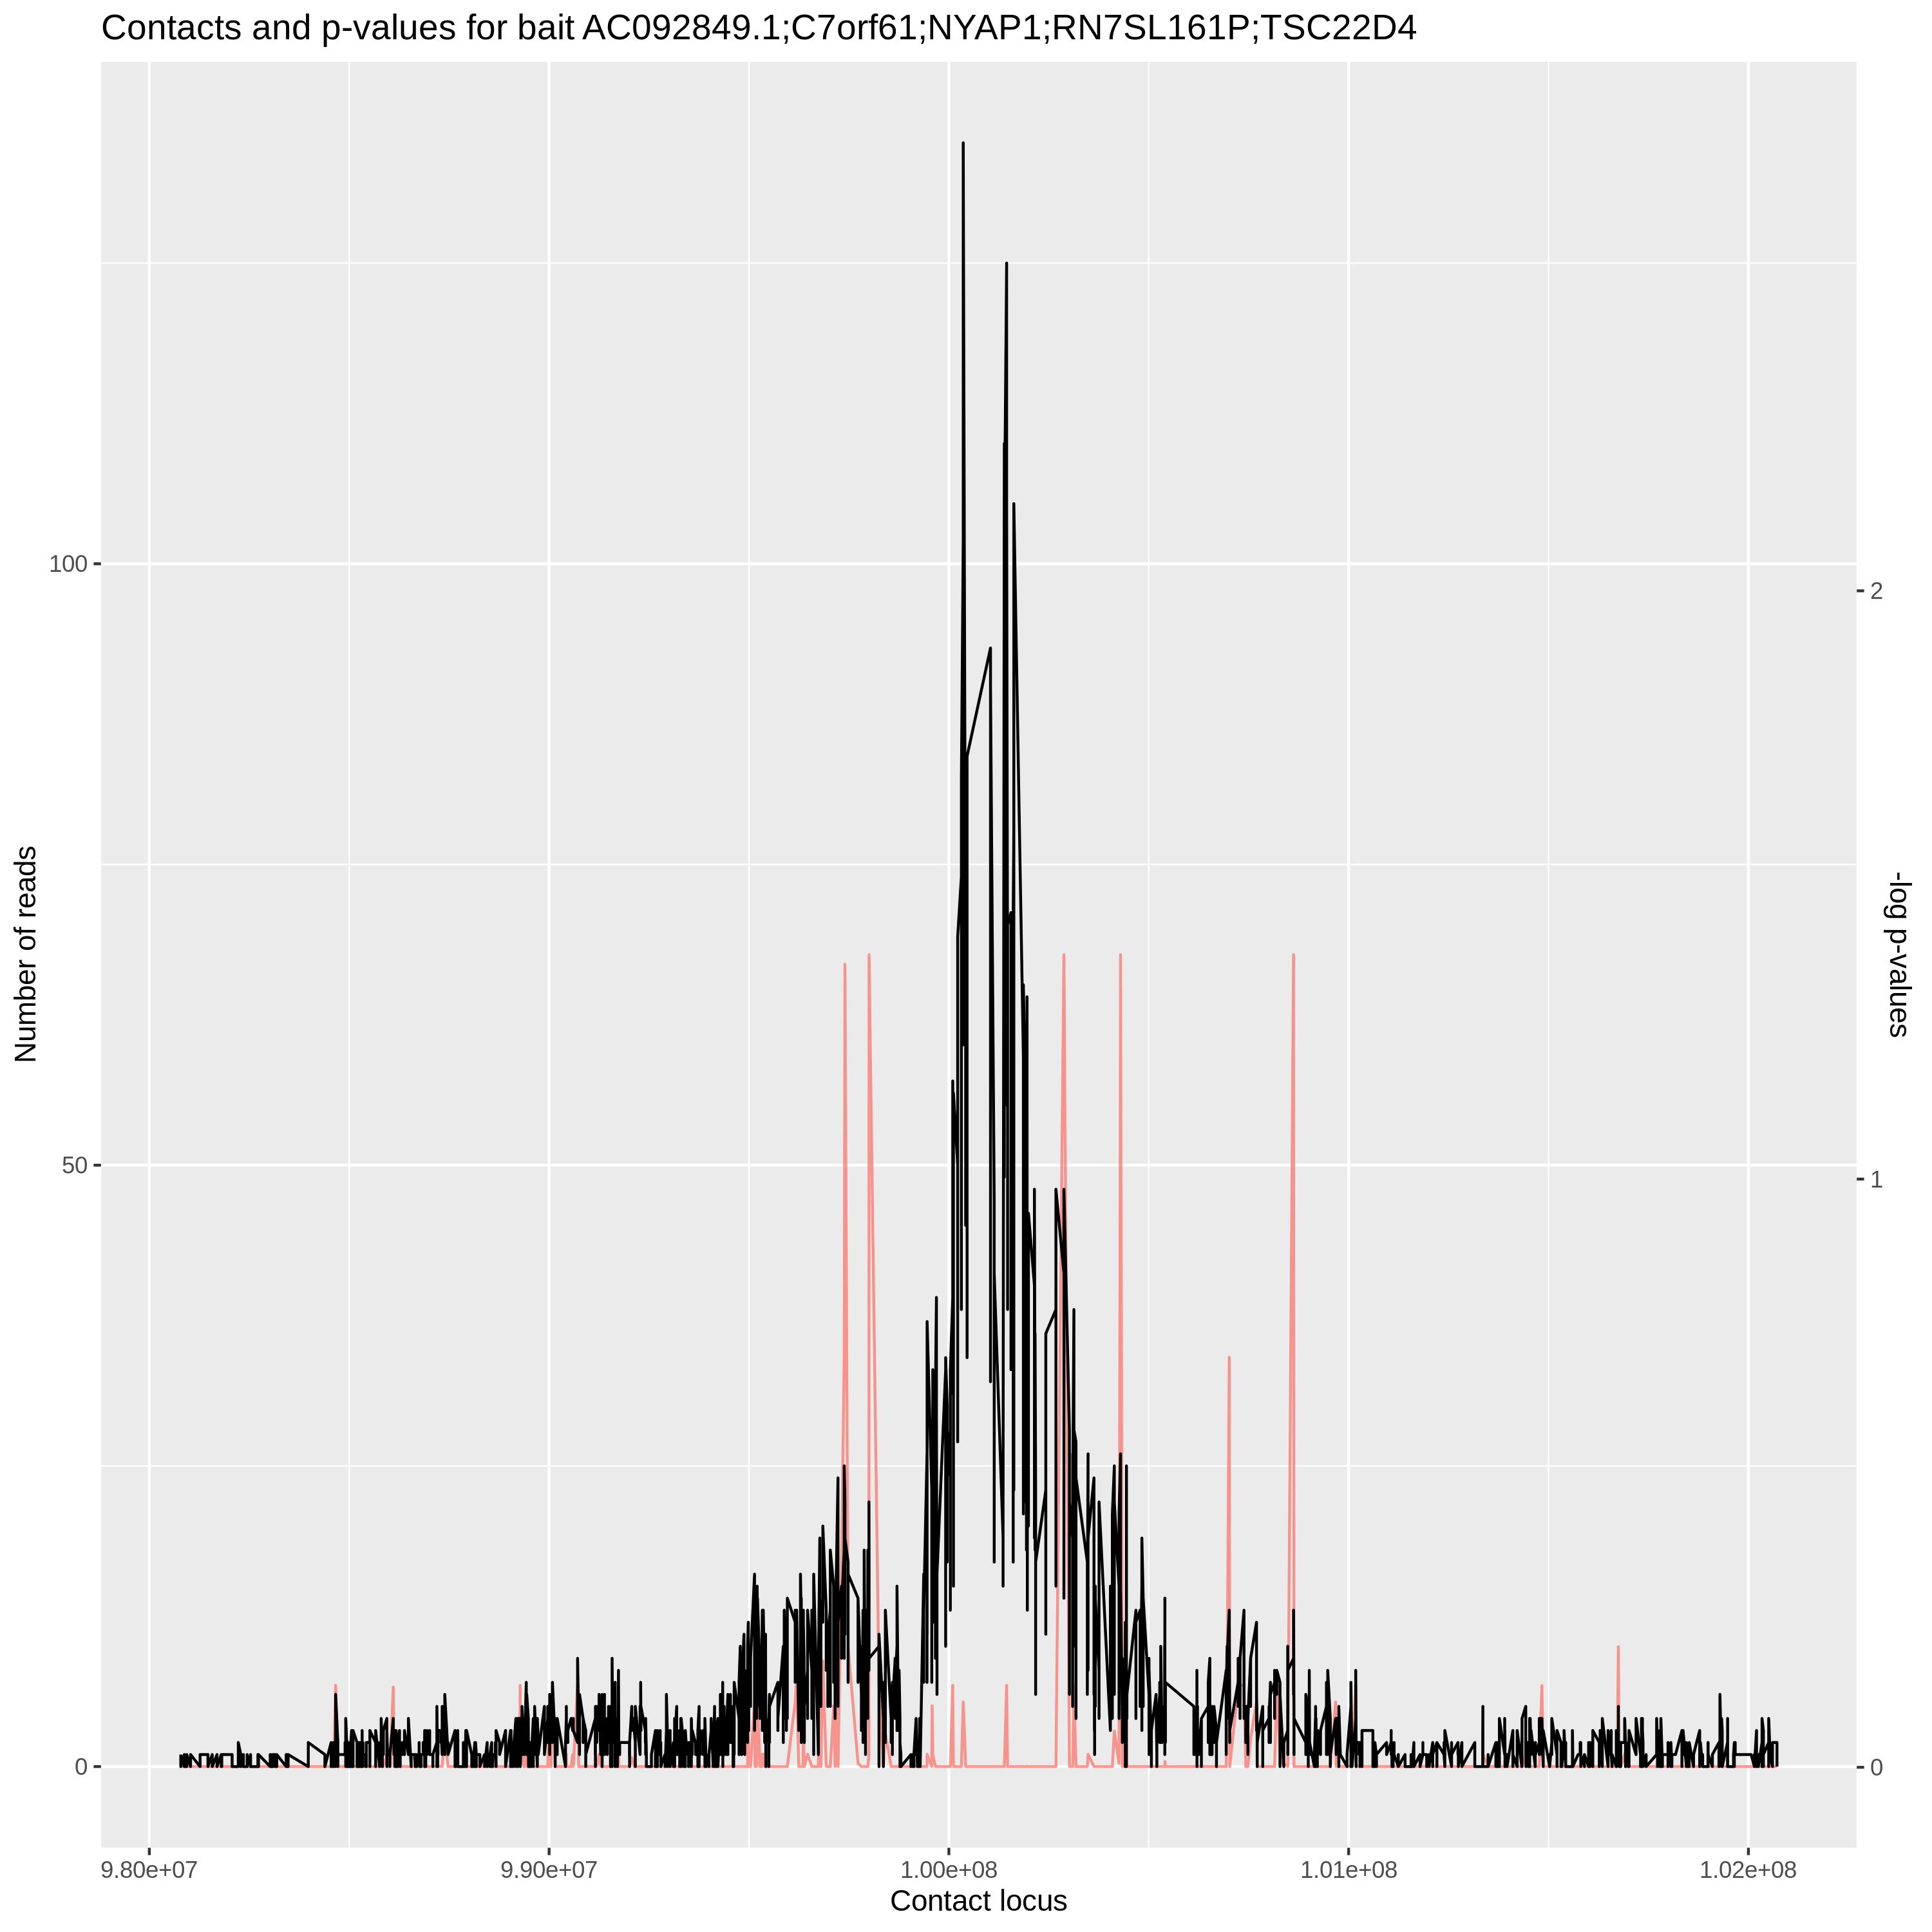 Contacts and p-values for bait AC092849.1;C7orf61;NYAP1;RN7SL161P;TSC22D4
100
50
0
Number of reads
2
1
0
-log p-values
9.80e+07 9.90e+07 1.00e+08 1.01e+08 1.02e+08
Contact locus